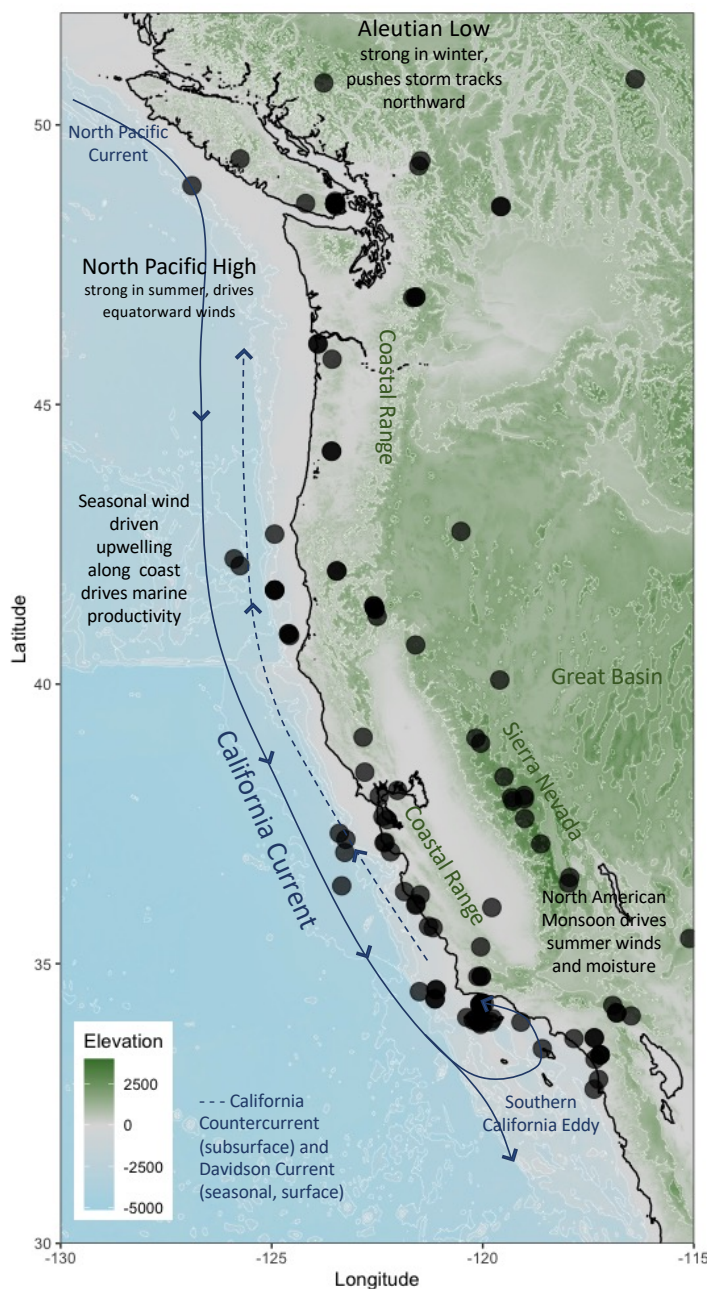 Aleutian Low
strong in winter,
pushes storm tracks
northward
50
North Pacific
Current
North Pacific High
strong in summer, drives
equatorward winds
Coastal Range
45
Seasonal wind
driven
upwelling
along coast
drives marine
productivity
Latitude
40
Great Basin
Sierra Nevada
California Current
Coastal Range
North American
Monsoon drives
summer winds
and moisture
35
Elevation
2500
0
-2500
-5000
- - - California
Countercurrent
(subsurface) and
Davidson Current
(seasonal, surface)
Southern
California Eddy
30
-130
-125
-120
-115
Longitude